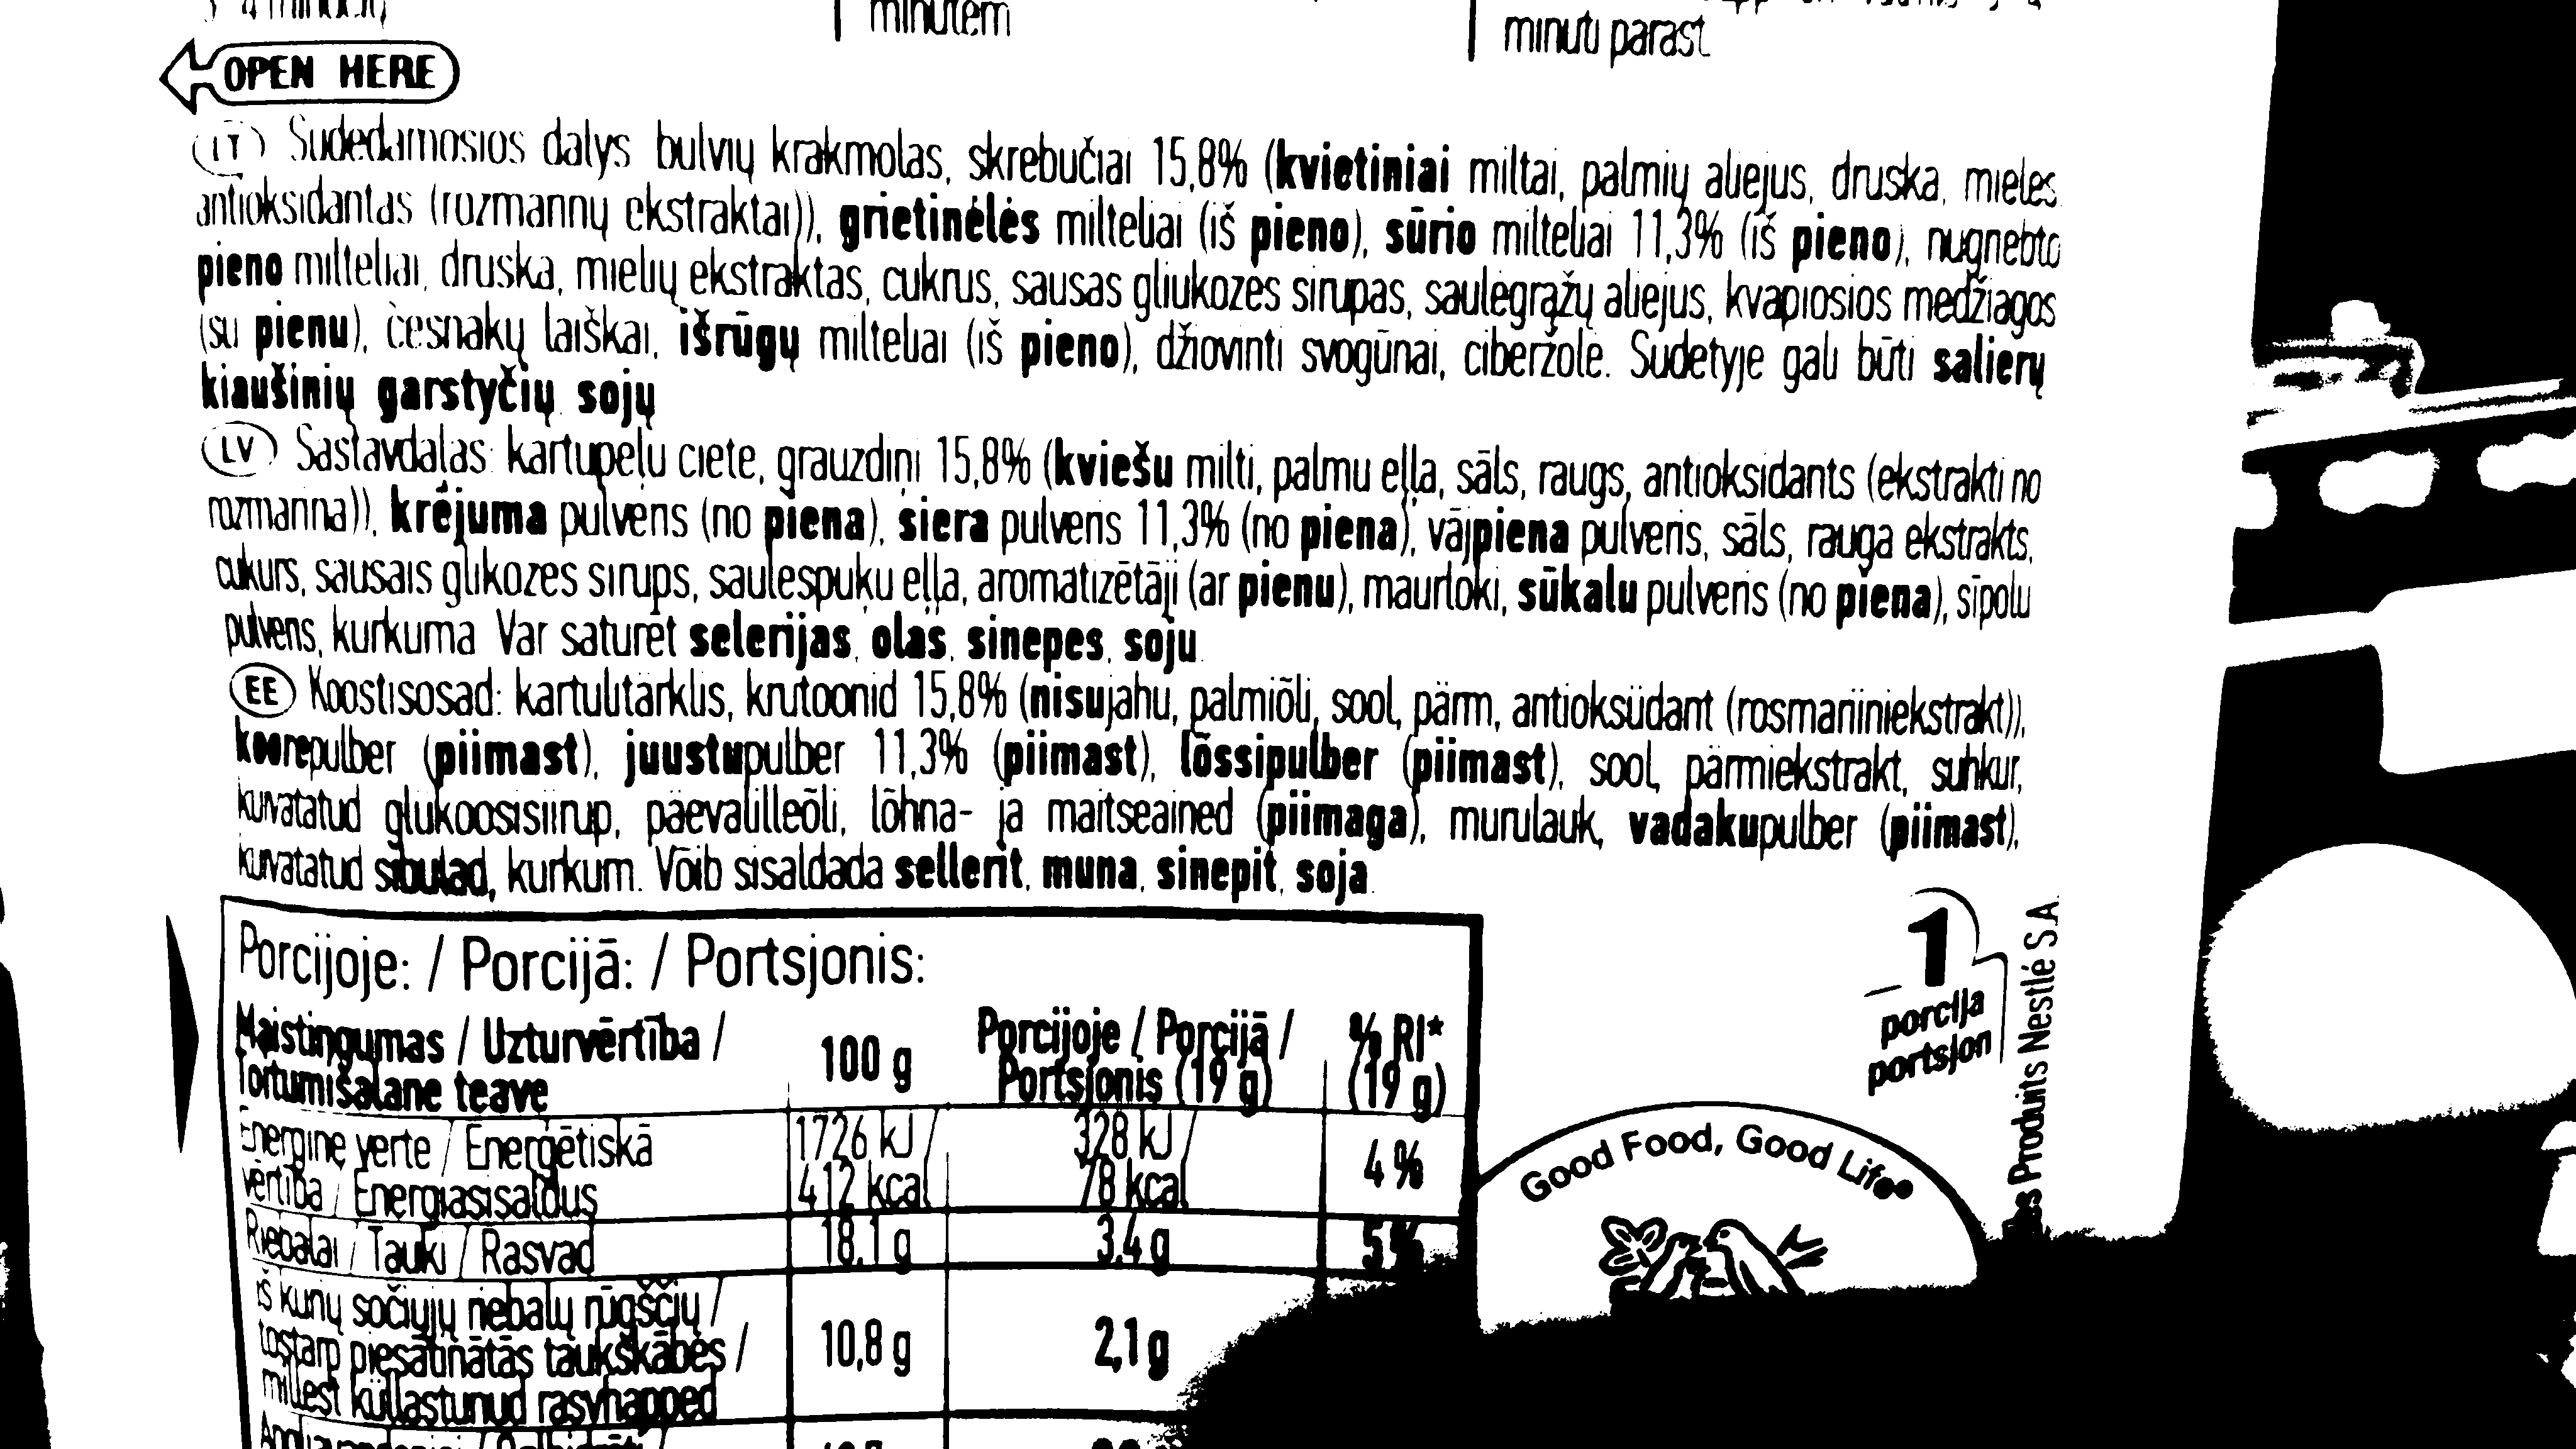 minutēm
minuti pärast
OPEN HERE
LT Sudedamosios dalys bulvių krakmolas, skrebučiai 15,8% (kvietiniai miltai, palmių aliejus, druska, mielės
antioksidantas (rozmarinų ekstraktai)), grietinėlės milteliai (iš pieno), sūrio milteliai 11,3% (iš pieno), nugriebto
pieno milteliai, druska, mielių ekstraktas, cukrus, sausas gliukozės sirupas, saulėgrąžų aliejus, kvapiosios medžiagos
(su pienu), česnakų laiškai, išrūgų milteliai (iš pieno), džiovinti svogūnai, ciberžolė. Sudėtyje gali būti salierų
kiaušinių garstyčių sojų
LV Sastāvdaļas: kartupeļu ciete, grauzdiņi 15,8% (kviešu milti, palmu eļļa, sāls, raugs, antioksidants (ekstrakti no
rozmarīna)), krējuma pulveris (no piena), siera pulveris 11,3% (no piena), vājpiena pulveris, sāls, rauga ekstrakts,
cukurs, sausais glikozes sīrups, saulespuķu eļļa, aromatizētāji (ar pienu), maurloki, sūkalu pulveris (no piena), sīpolu
pulveris, kurkuma Var saturēt selerijas, olas, sinepes, soju
EE Koostisosad: kartulitärklis, krutoonid 15,8% (nisujahu, palmiõli, sool, pärm, antioksüdant (rosmariiniekstrakt)),
koorepulber (piimast), juustupulber 11,3% (piimast), lõssipulber (piimast), sool, pärmiekstrakt, suhkur,
kuivatatud glükoosisiirup, päevalilleõli, lõhna- ja maitseained (piimaga), murulauk, vadakupulber (piimast),
kuivatatud sibulad, kurkum. Võib sisaldada sellerit, muna, sinepit, soja
Porcijoje: / Porcijā: / Portsjonis:
Maistingumas / Uzturvērtība /
Toitumisalane teave
100 g
Porcijoje / Porcijā /
Portsjonis (19 g)
% RI*
(19 g)
Energinė vertė / Enerģētiskā
vērtība / Energiasisaldus
1726 kJ /
412 kcal
328 kJ /
78 kcal
4 %
Riebalai / Tauki / Rasvad
18,1 g
3,4 g
5 %
iš kurių sočiųjų riebalų rūgščių /
tostarp piesātinātās taukskābes /
millest küllastunud rasvhapped
10,8 g
2,1 g
1
porcija
portsjon
Produits Nestlé S.A.
Good Food, Good Life